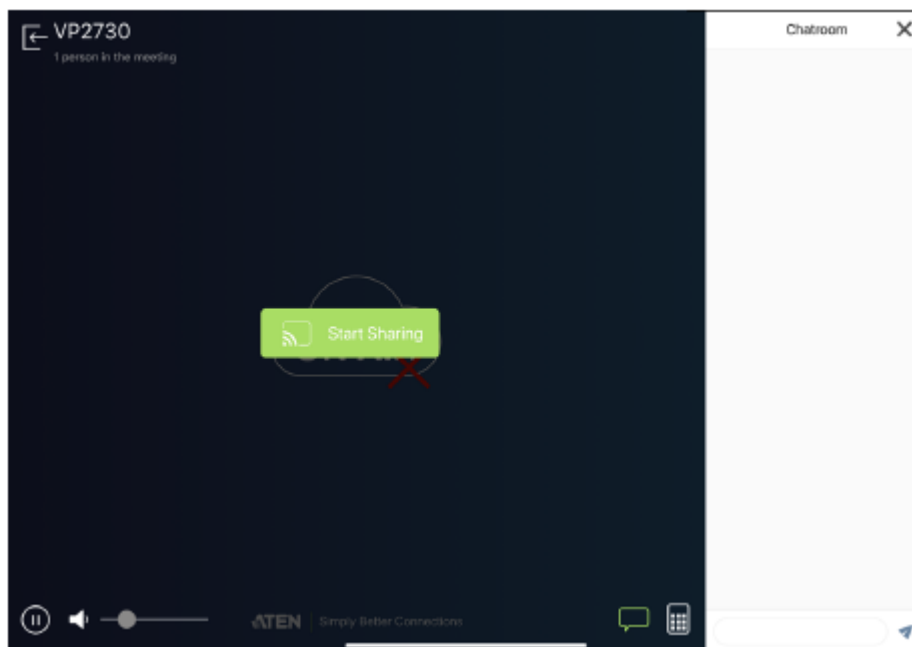 VP2730
1 person in the meeting
Chatroom
Start Sharing
ATEN
Simply Better Connections